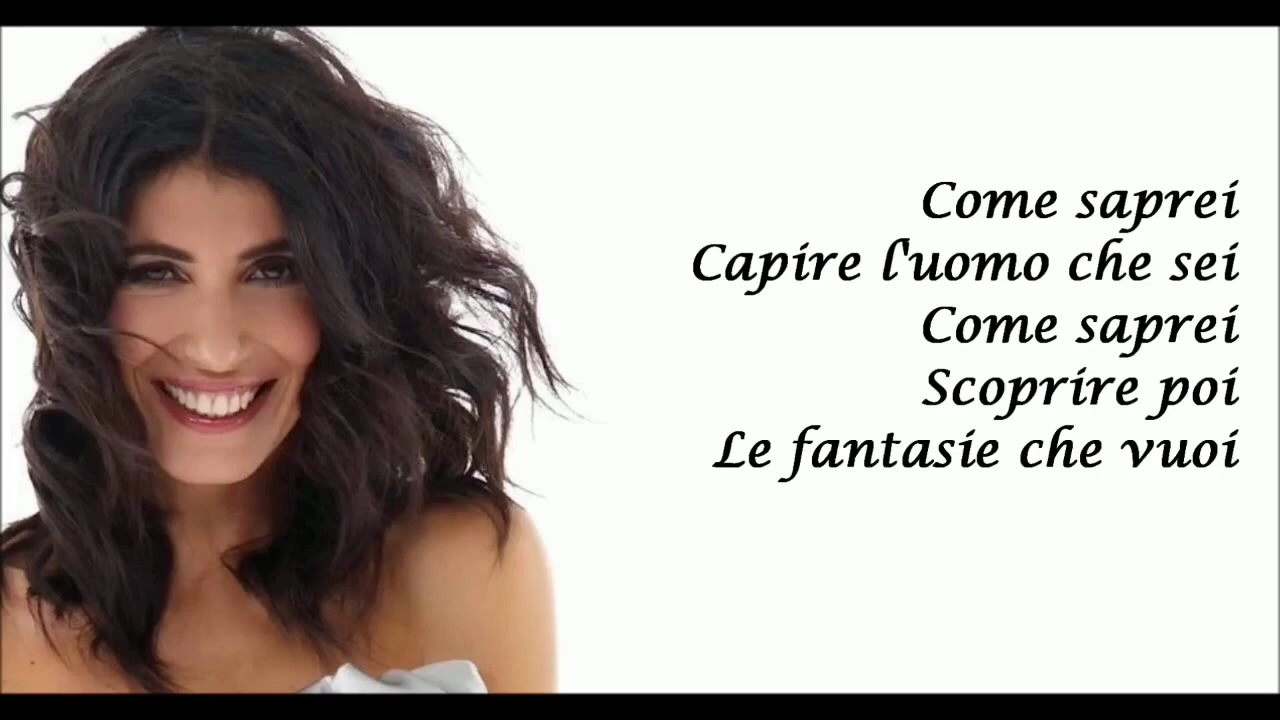 Come saprei
Capire l'uomo che sei
Come saprei
Scoprire poi
Le fantasie che vuoi